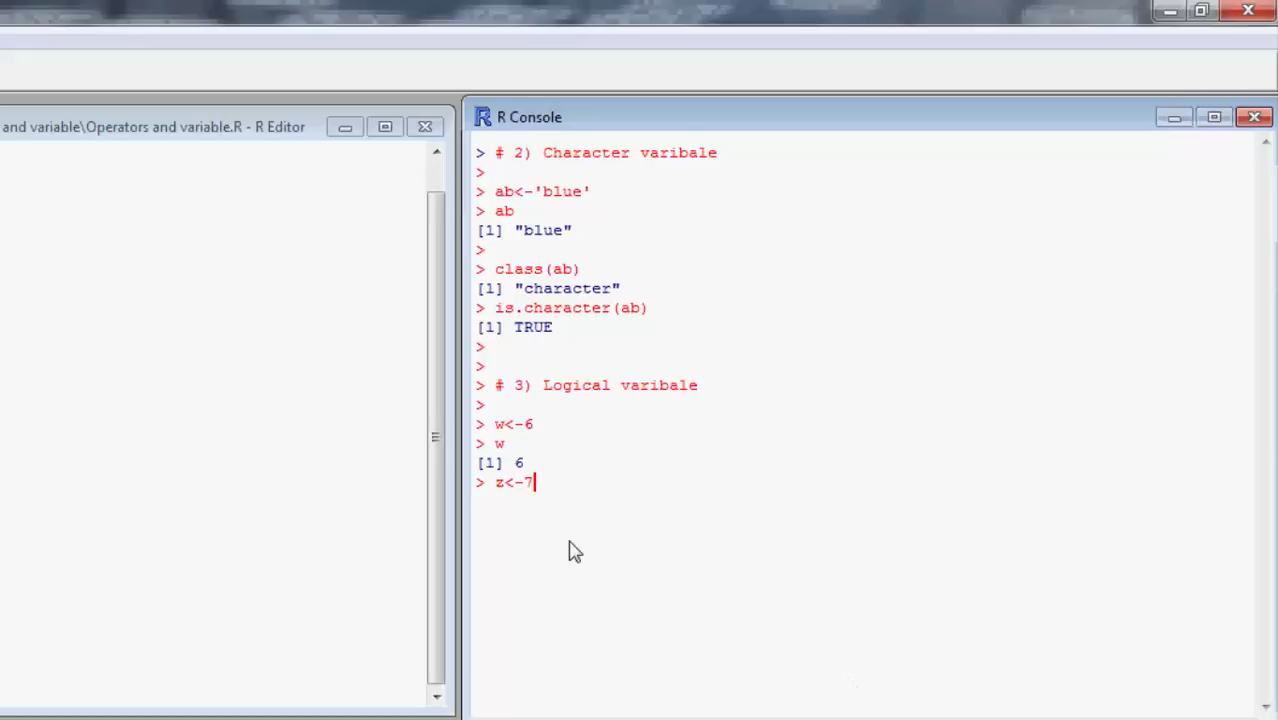 and variable\Operators and variable.R - R Editor
R Console
> # 2) Character varibale
>
> ab<-'blue'
> ab
[1] "blue"
>
> class(ab)
[1] "character"
> is.character(ab)
[1] TRUE
>
>
> # 3) Logical varibale
>
> w<-6
> w
[1] 6
> z<-7